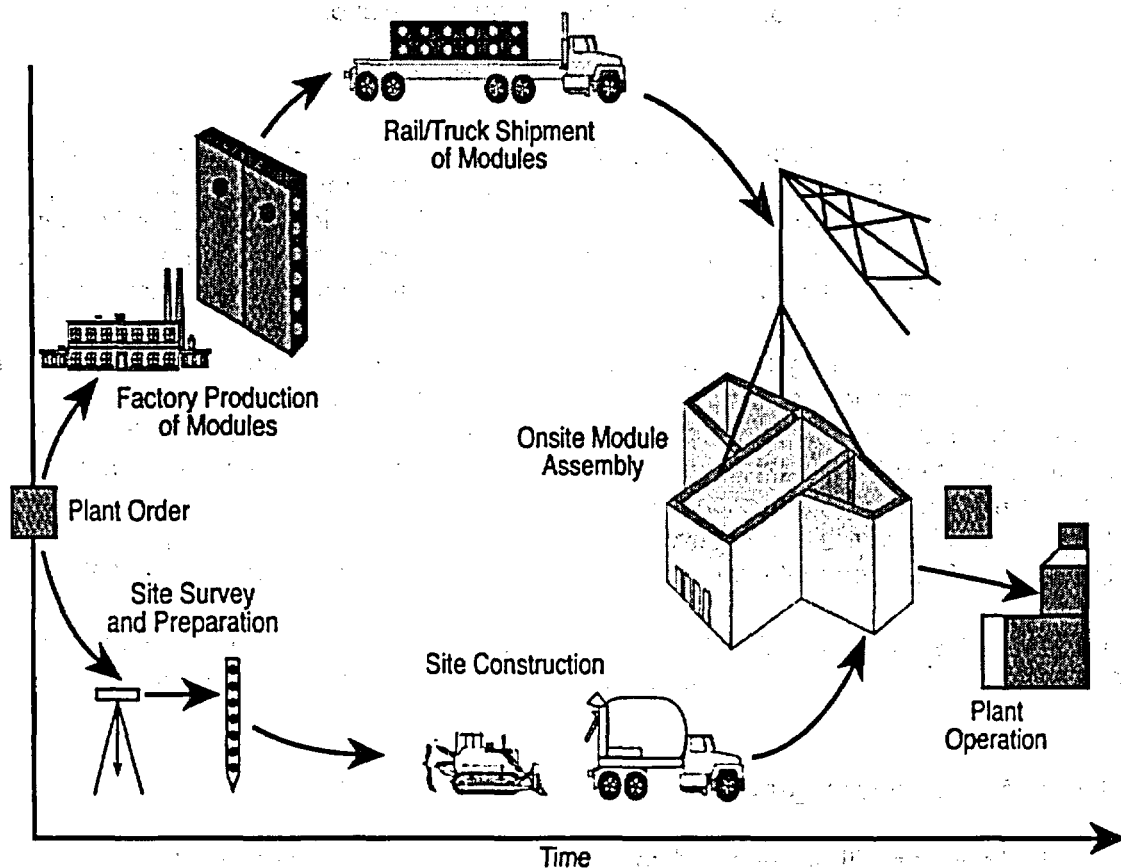 Rail/Truck Shipment
of Modules
Factory Production
of Modules
Onsite Module
Assembly
Plant Order
Site Survey
and Preparation
Site Construction
Plant
Operation
Time